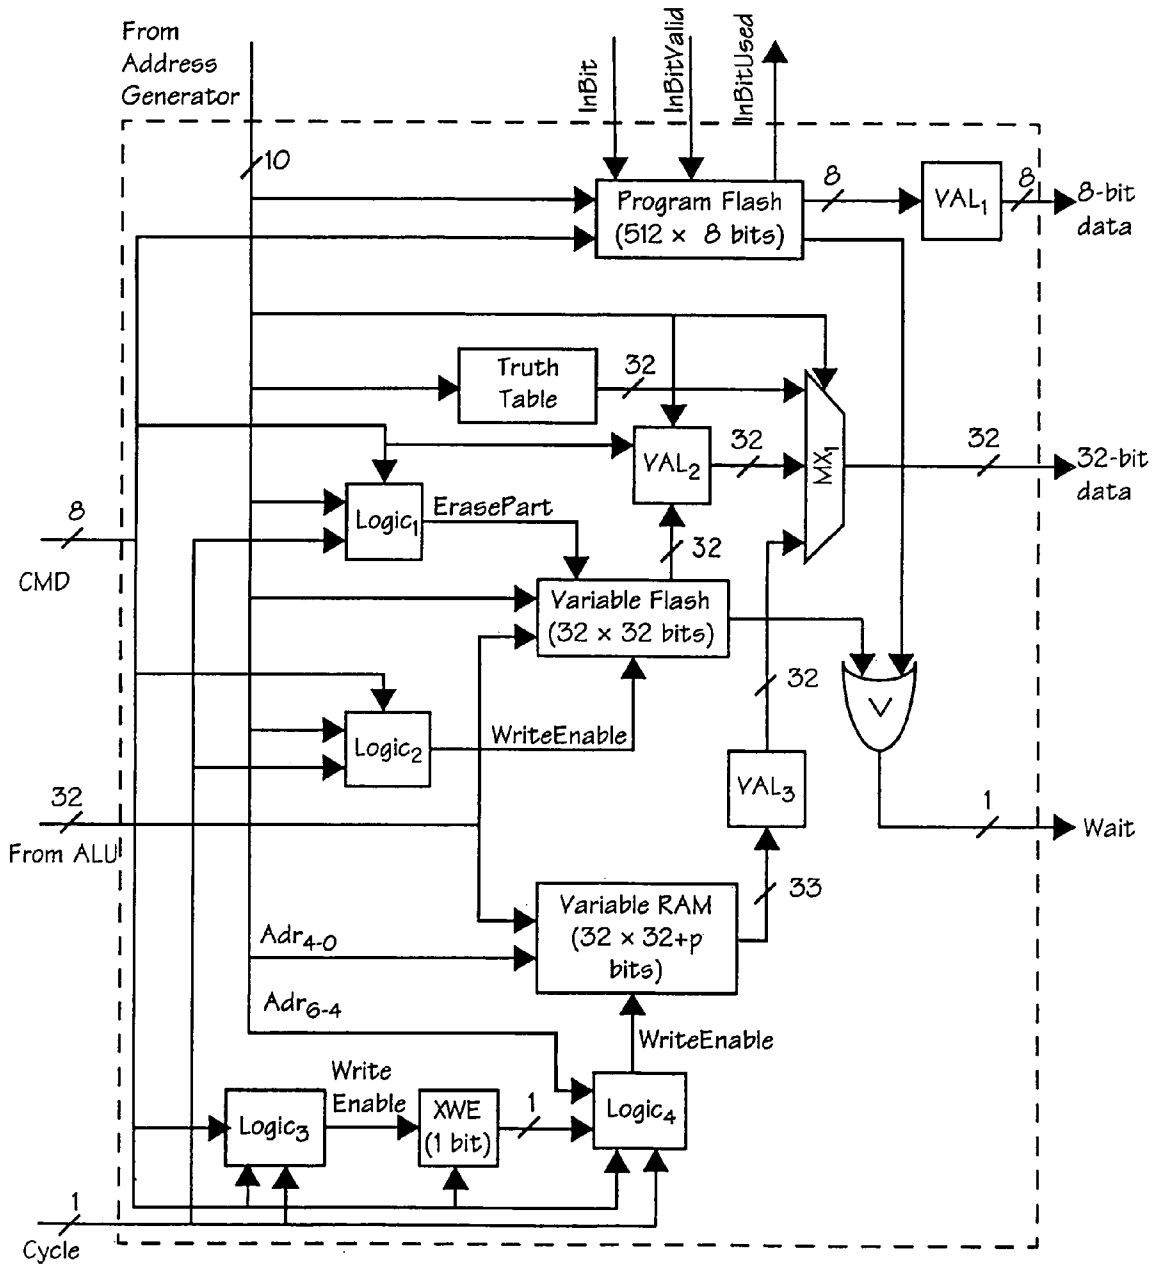 From
Address
Generator
InBit
InBitValid
InBitUsed
10
Program Flash
(512 × 8 bits)
8
VAL1
8
8-bit
data
Truth
Table
32
VAL2
32
MX1
32
32-bit
data
8
CMD
Logic1
ErasePart
32
Variable Flash
(32 × 32 bits)
32
V
Logic2
WriteEnable
VAL3
32
From ALU
1
Wait
33
Variable RAM
(32 × 32+p
bits)
Adr4-0
Adr6-4
WriteEnable
Write
Enable
Logic3
XWE
(1 bit)
1
Logic4
1
Cycle